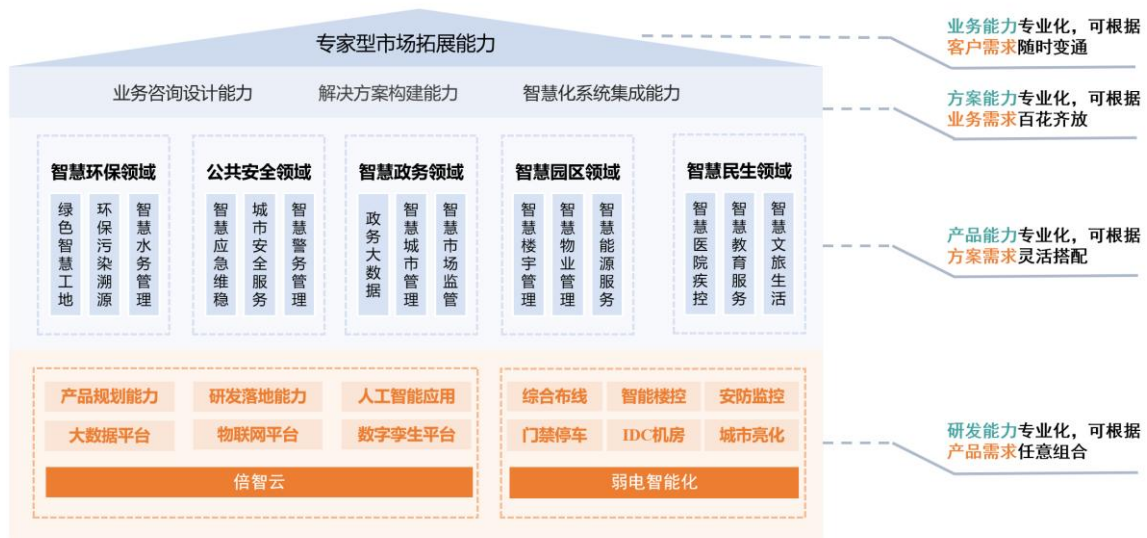 专家型市场拓展能力
业务咨询设计能力 解决方案构建能力 智慧化系统集成能力
智慧环保领域
绿色智慧工地
环保污染溯源
智慧水务管理
公共安全领域
智慧应急维稳
城市安全服务
智慧警务管理
智慧政务领域
政务大数据
智慧城市管理
智慧市场监管
智慧园区领域
智慧楼宇管理
智慧物业管理
智慧能源服务
智慧民生领域
智慧医院疾控
智慧教育服务
智慧文旅生活
产品规划能力 研发落地能力 人工智能应用
大数据平台 物联网平台 数字孪生平台
倍智云
综合布线 智能楼控 安防监控
门禁停车 IDC机房 城市亮化
弱电智能化
业务能力专业化，可根据
客户需求随时变通
方案能力专业化，可根据
业务需求百花齐放
产品能力专业化，可根据
方案需求灵活搭配
研发能力专业化，可根据
产品需求任意组合